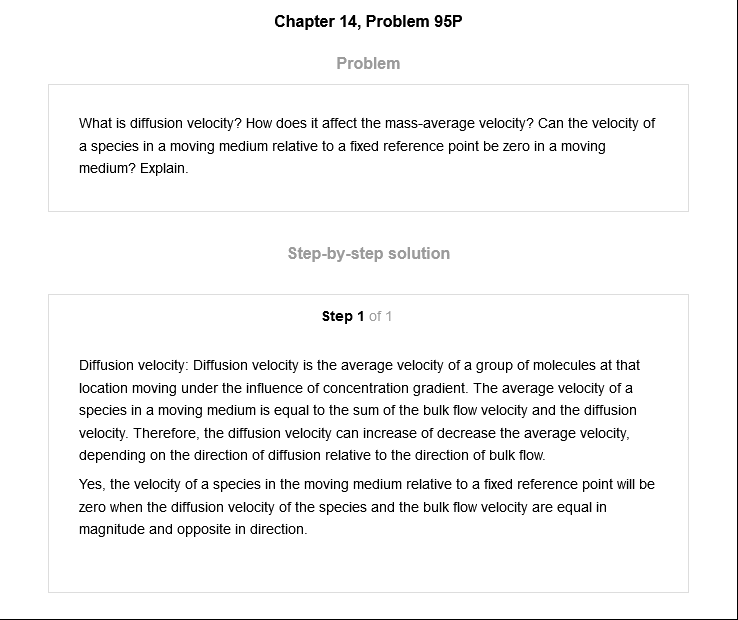 Chapter 14, Problem 95P
Problem
What is diffusion velocity? How does it affect the mass-average velocity? Can the velocity of
a species in a moving medium relative to a fixed reference point be zero in a moving
medium? Explain.
Step-by-step solution
Step 1 of 1
Diffusion velocity: Diffusion velocity is the average velocity of a group of molecules at that
location moving under the influence of concentration gradient. The average velocity of a
species in a moving medium is equal to the sum of the bulk flow velocity and the diffusion
velocity. Therefore, the diffusion velocity can increase of decrease the average velocity,
depending on the direction of diffusion relative to the direction of bulk flow.
Yes, the velocity of a species in the moving medium relative to a fixed reference point will be
zero when the diffusion velocity of the species and the bulk flow velocity are equal in
magnitude and opposite in direction.